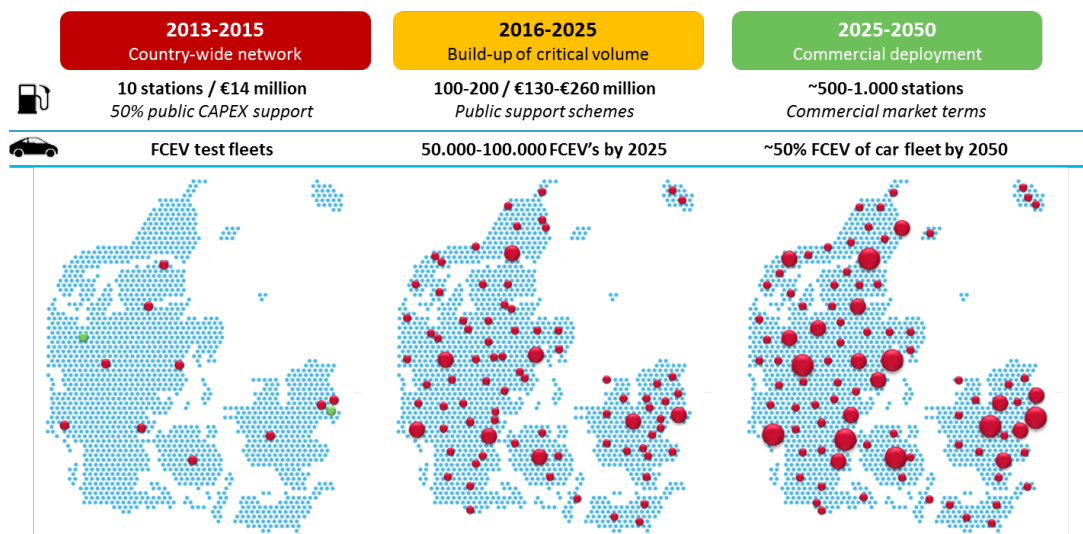 2013-2015
Country-wide network
2016-2025
Build-up of critical volume
2025-2050
Commercial deployment
10 stations / €14 million
50% public CAPEX support
100-200 / €130-€260 million
Public support schemes
~500-1.000 stations
Commercial market terms
FCEV test fleets
50.000-100.000 FCEV's by 2025
~50% FCEV of car fleet by 2050